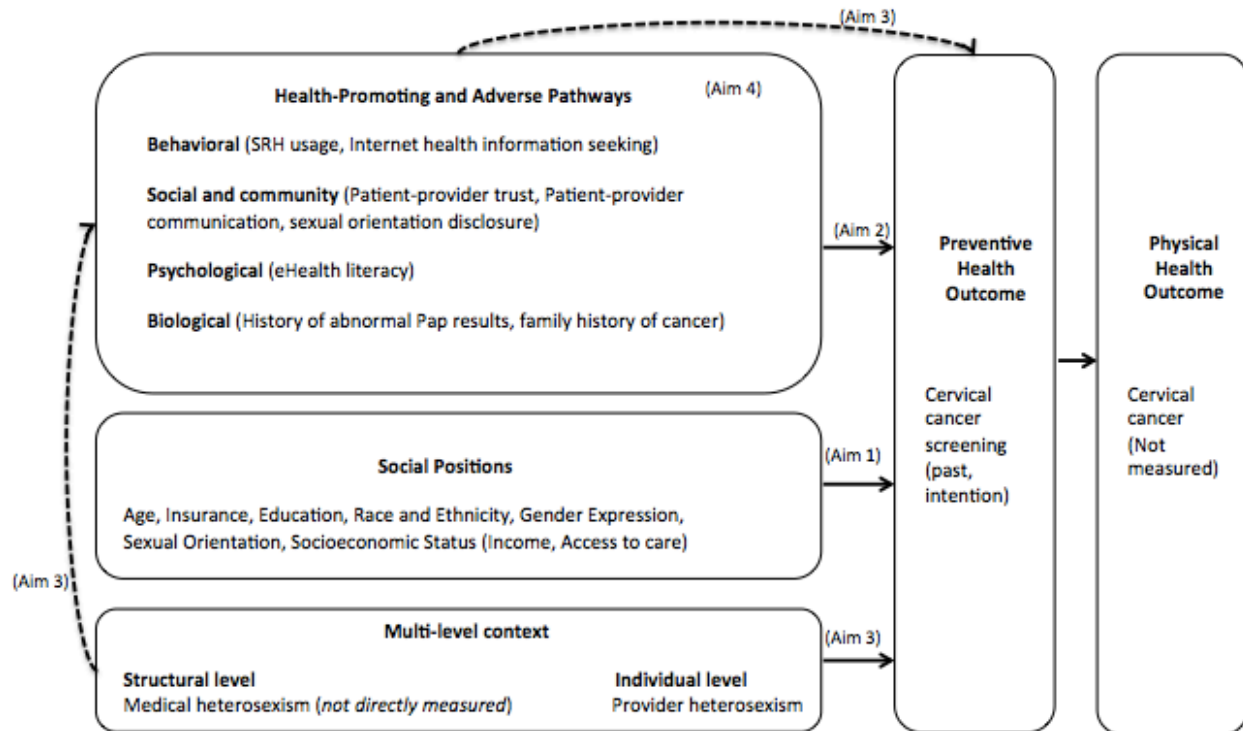 (Aim 3)
Health-Promoting and Adverse Pathways
(Aim 4)
Behavioral (SRH usage, Internet health information seeking)
Social and community (Patient-provider trust, Patient-provider
communication, sexual orientation disclosure)
Psychological (eHealth literacy)
Biological (History of abnormal Pap results, family history of cancer)
(Aim 2)
Social Positions
Age, Insurance, Education, Race and Ethnicity, Gender Expression,
Sexual Orientation, Socioeconomic Status (Income, Access to care)
(Aim 1)
(Aim 3)
Multi-level context
Structural level
Medical heterosexism (not directly measured)
Individual level
Provider heterosexism
(Aim 3)
Preventive
Health
Outcome
Cervical
cancer
screening
(past,
intention)
Physical
Health
Outcome
Cervical
cancer
(Not
measured)